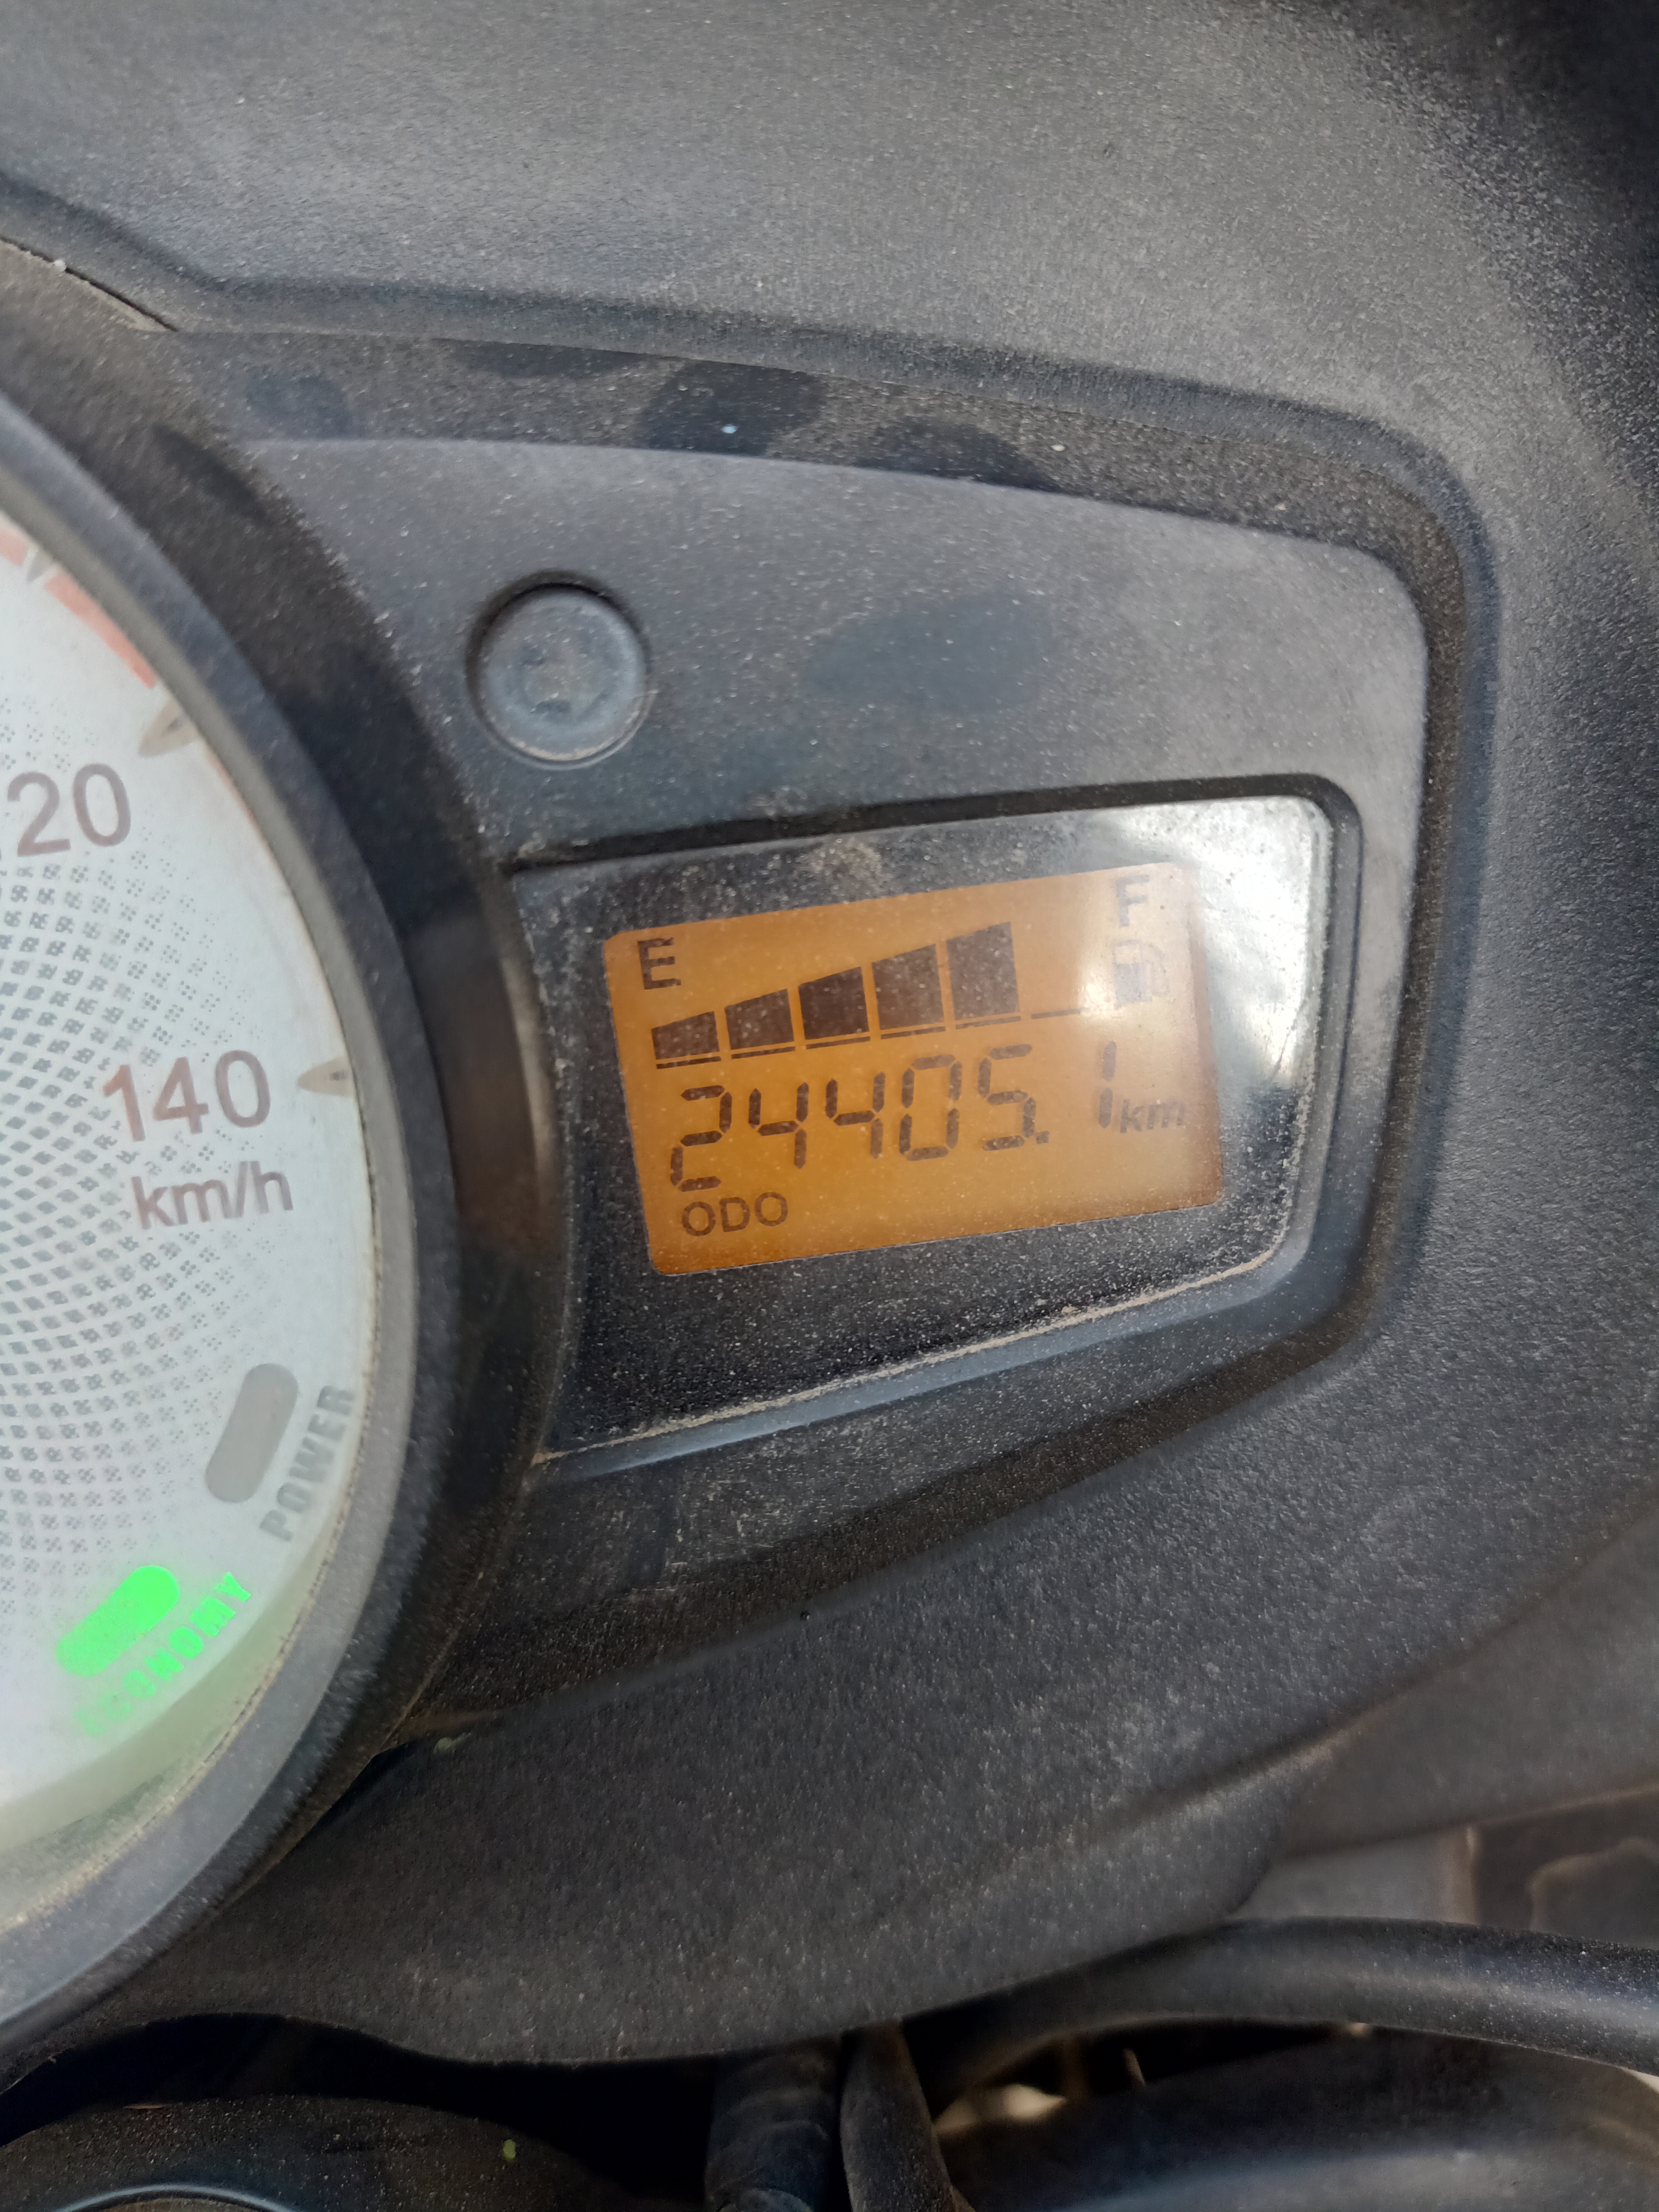 120
140
km/h
POWER
ECONOMY
E F
24405.1 km
ODO